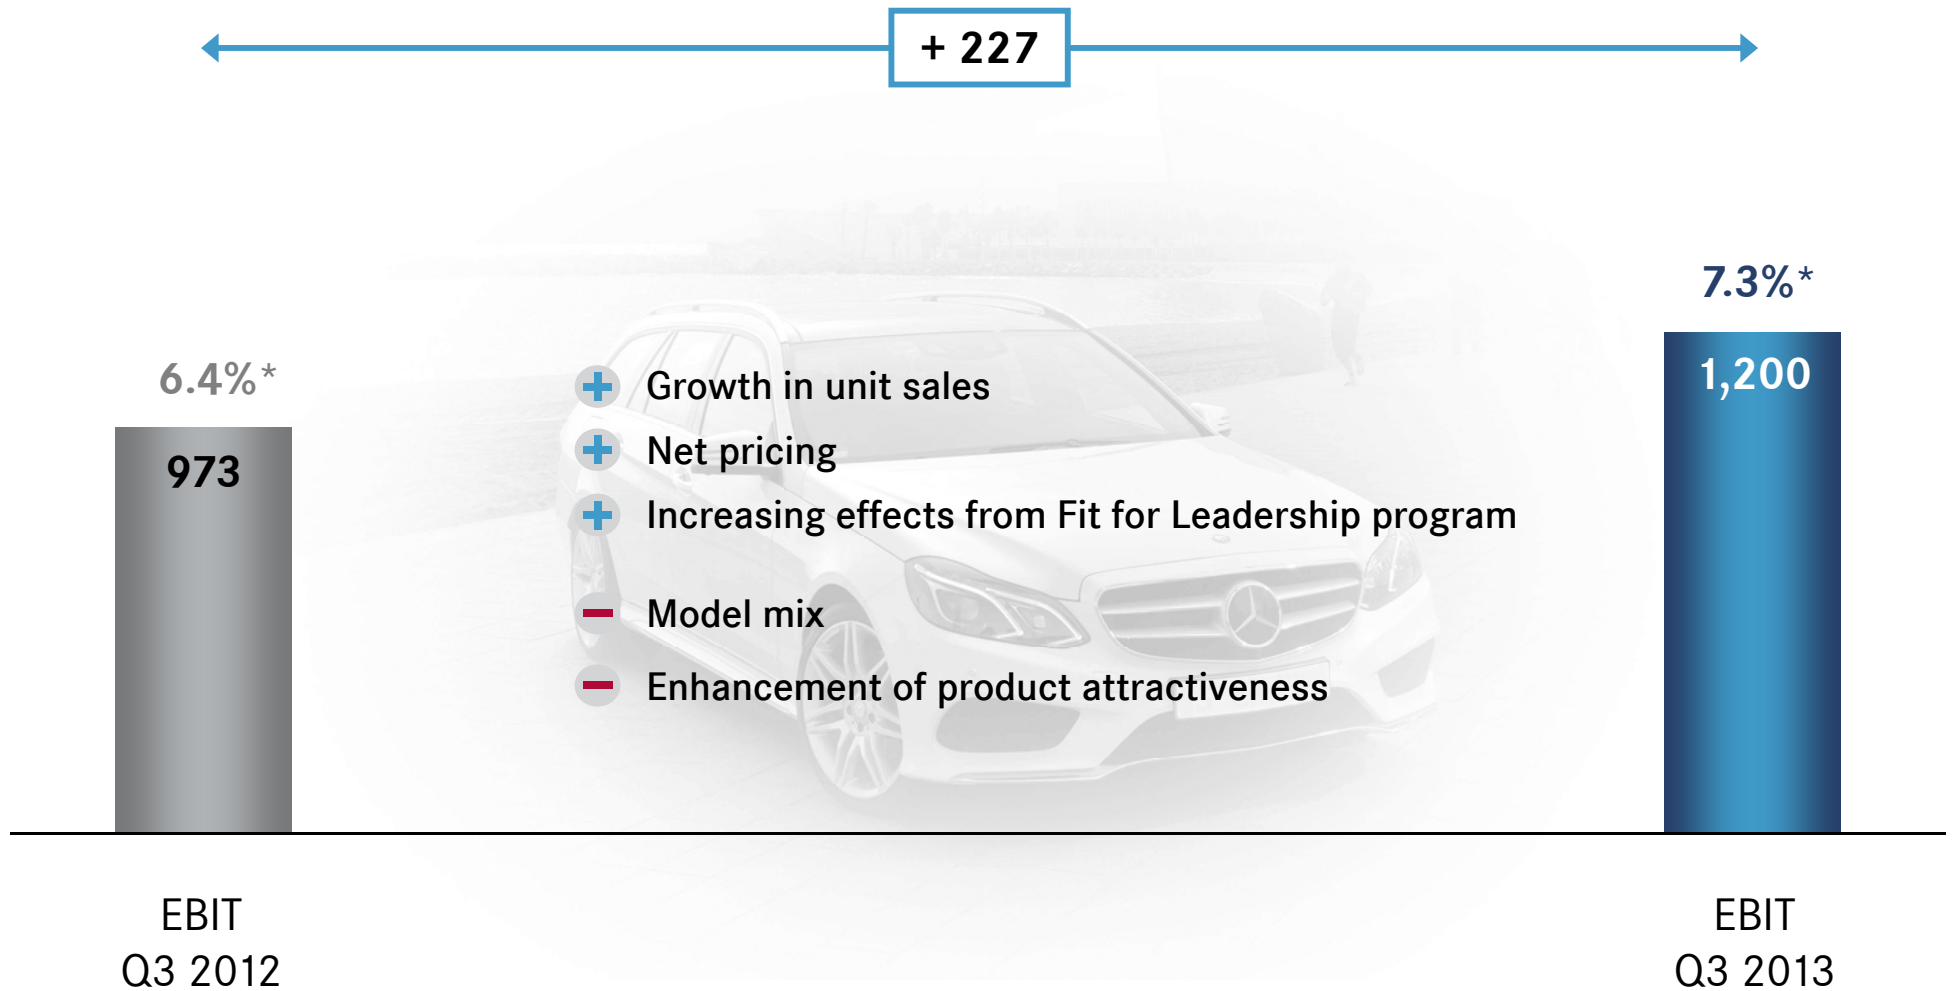 + 227
7.3%*
6.4%*
1,200
973
Growth in unit sales
Net pricing
Increasing effects from Fit for Leadership program
Model mix
Enhancement of product attractiveness
EBIT
Q3 2012
EBIT
Q3 2013